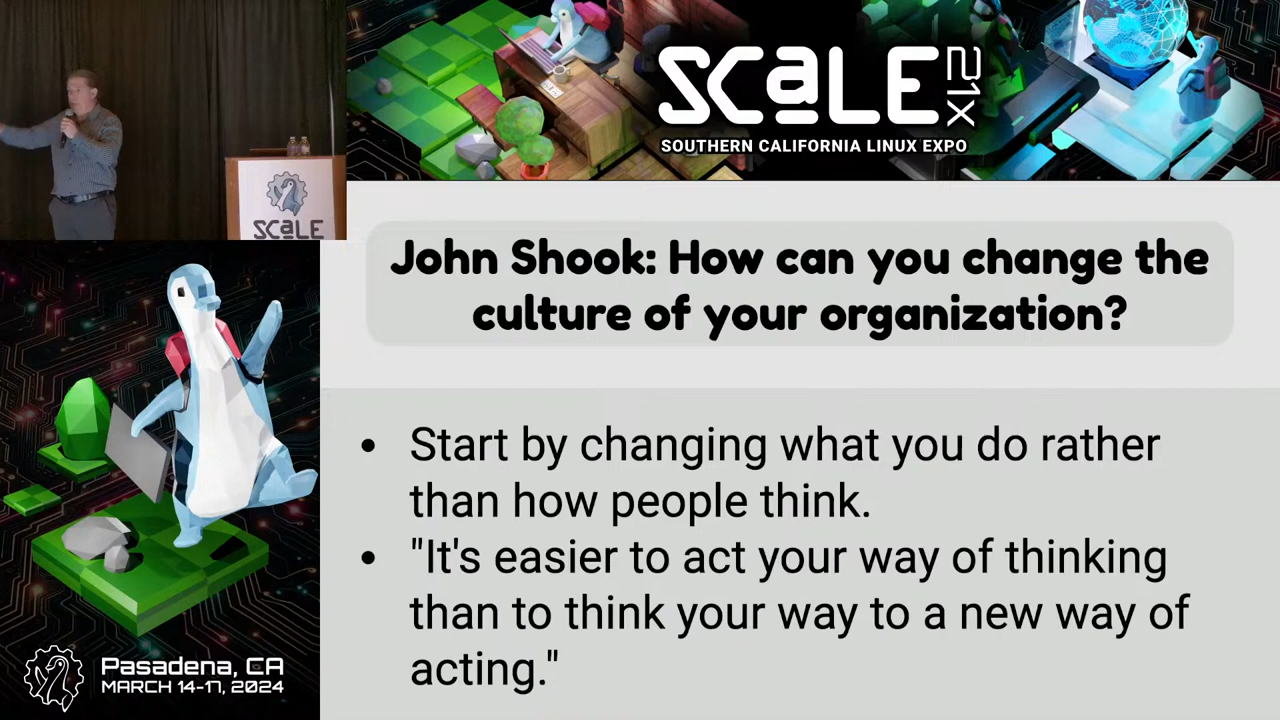 SCaLE 21x
SOUTHERN CALIFORNIA LINUX EXPO
SCaLE
John Shook: How can you change the
culture of your organization?
• Start by changing what you do rather
than how people think.
• "It's easier to act your way of thinking
than to think your way to a new way of
acting."
Pasadena, CA
MARCH 14-17, 2024